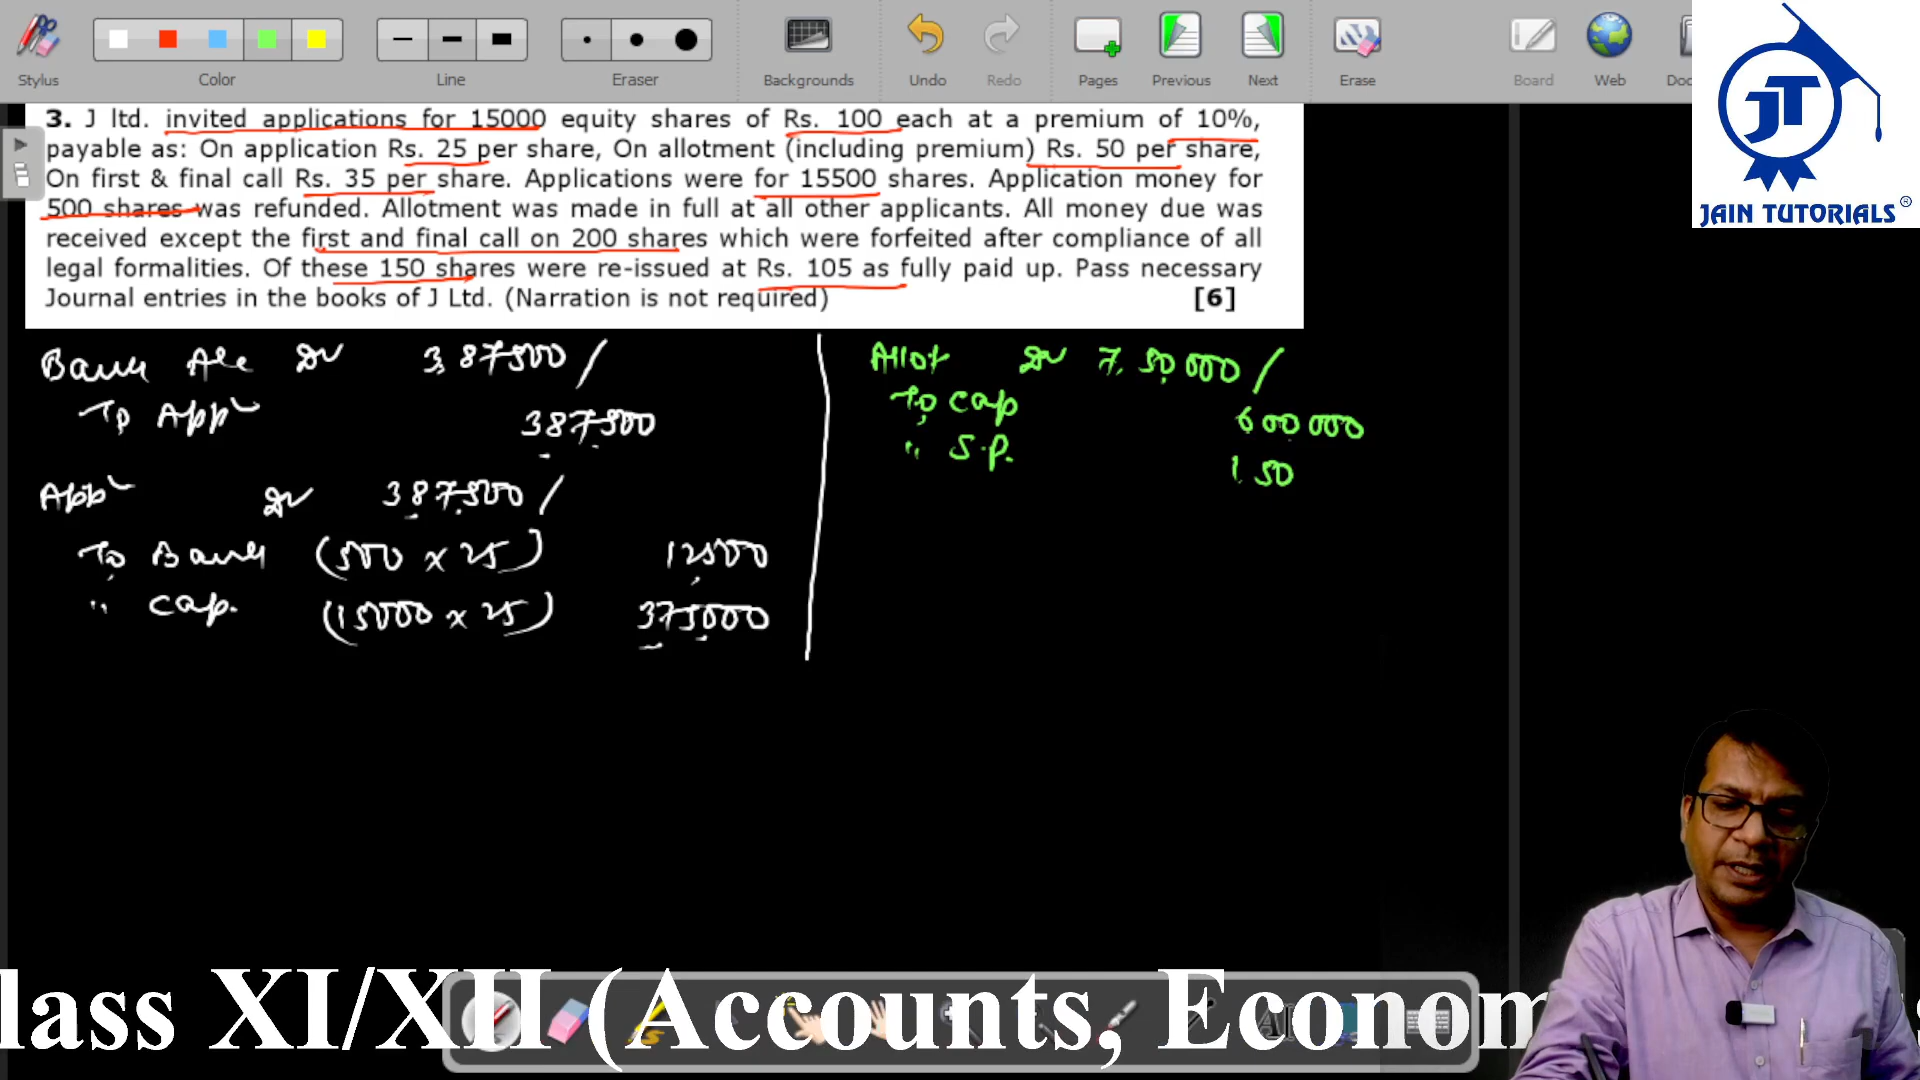 Stylus
Color
Line
Eraser
Backgrounds
Undo
Redo
Pages
Previous
Next
Erase
Board
Web
JT
JAIN TUTORIALS®
3. J ltd. invited applications for 15000 equity shares of Rs. 100 each at a premium of 10%,
payable as: On application Rs. 25 per share, On allotment (including premium) Rs. 50 per share,
On first & final call Rs. 35 per share. Applications were for 15500 shares. Application money for
500 shares was refunded. Allotment was made in full at all other applicants. All money due was
received except the first and final call on 200 shares which were forfeited after compliance of all
legal formalities. Of these 150 shares were re-issued at Rs. 105 as fully paid up. Pass necessary
Journal entries in the books of J Ltd. (Narration is not required) [6]
Bank A/c Dr 3,87500/
To App
387500
App Dr 387500/
To Bank (500 x 25) 12500
" Cap. (15000 x 25) 375000
Allot Dr 7,50000/
To Cap 600000
" S.P. 1,50
lass XI/XII (Accounts, Econom